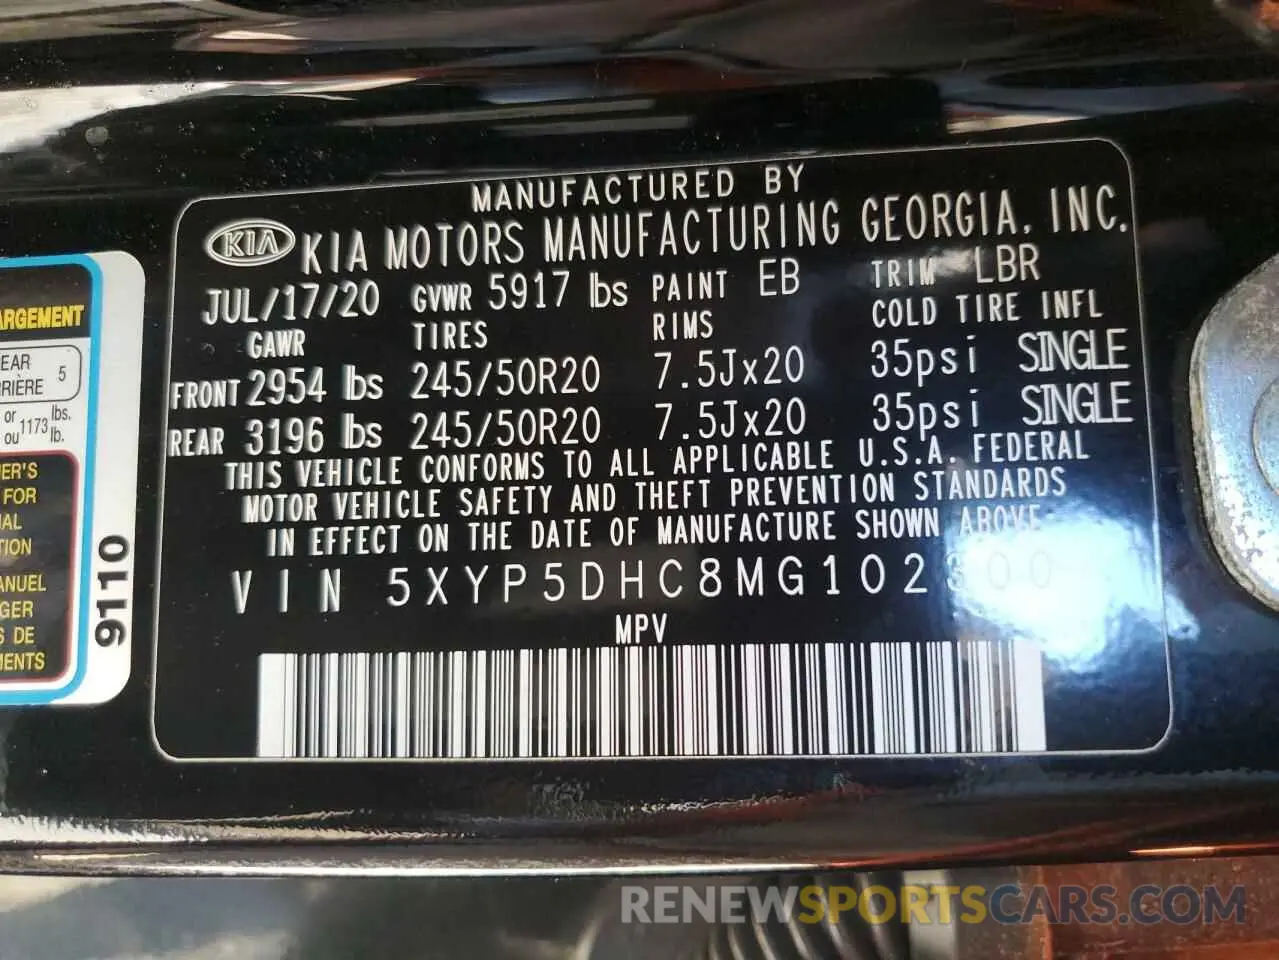 MANUFACTURED BY
KIA KIA MOTORS MANUFACTURING GEORGIA, INC.
JUL/17/20 GVWR 5917 lbs PAINT EB TRIM LBR
GAWR TIRES RIMS COLD TIRE INFL
FRONT 2954 lbs 245/50R20 7.5Jx20 35psi SINGLE
REAR 3196 lbs 245/50R20 7.5Jx20 35psi SINGLE
THIS VEHICLE CONFORMS TO ALL APPLICABLE U.S.A. FEDERAL
MOTOR VEHICLE SAFETY AND THEFT PREVENTION STANDARDS
IN EFFECT ON THE DATE OF MANUFACTURE SHOWN ABOVE
VIN
MPV
ARGEMENT
EAR
RIÈRE 5
or 1173 lbs.
ou lb.
ER'S
FOR
AL
TION
ANUEL
GER
S DE
MENTS
9110
RENEWSPORTSCARS.COM